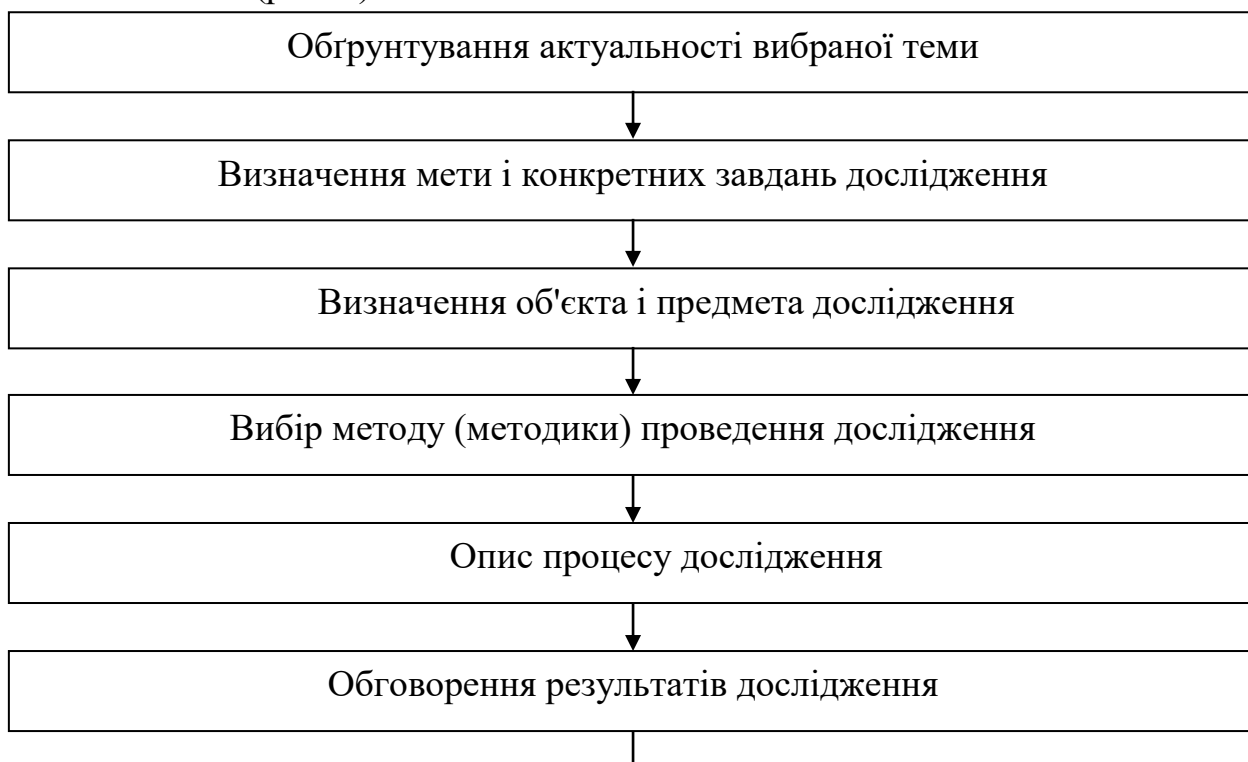 Обґрунтування актуальності вибраної теми
Визначення мети і конкретних завдань дослідження
Визначення об'єкта і предмета дослідження
Вибір методу (методики) проведення дослідження
Опис процесу дослідження
Обговорення результатів дослідження